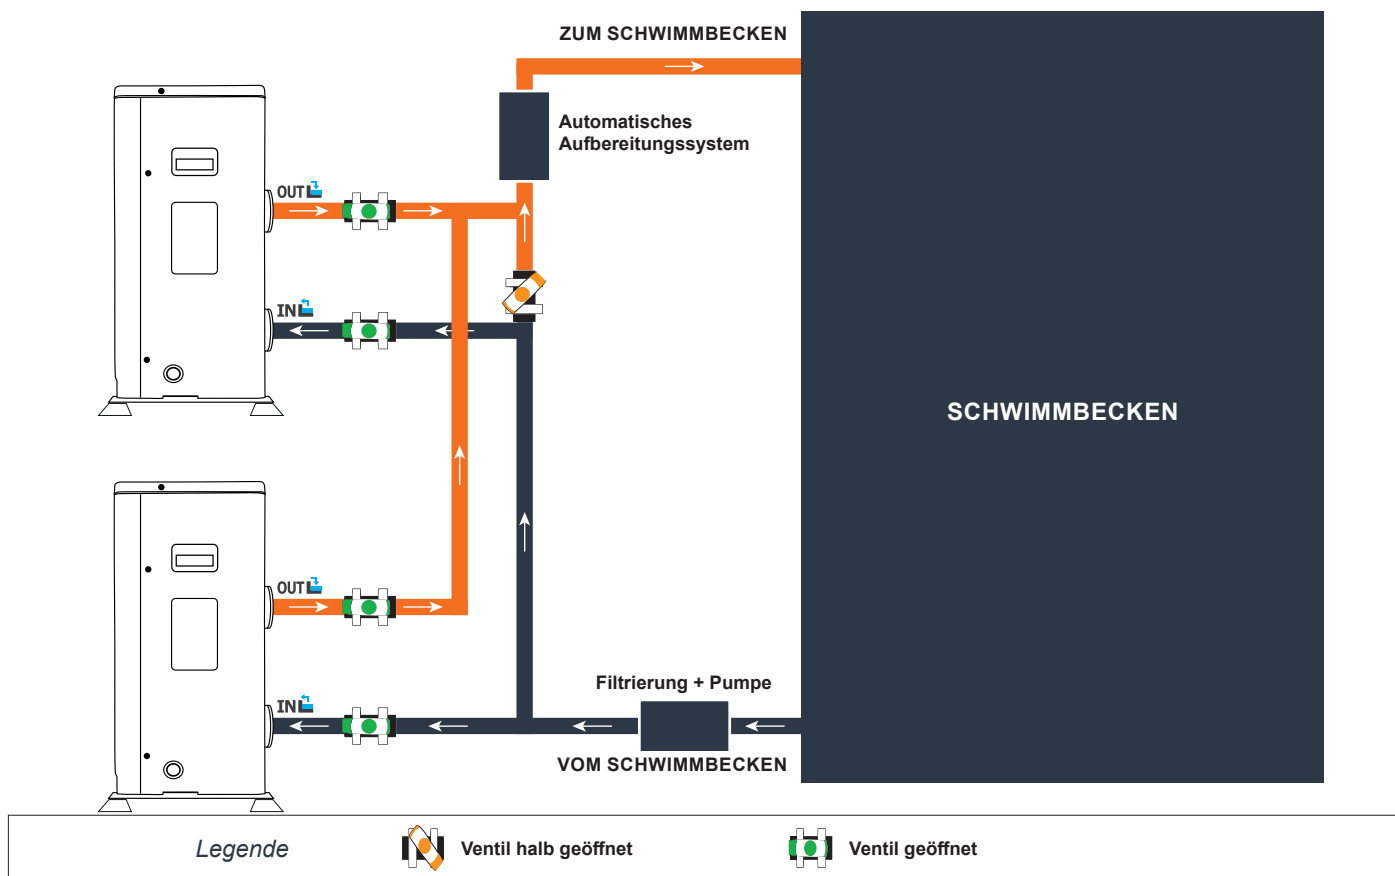 ZUM SCHWIMMBECKEN
Automatisches
Aufbereitungssystem
OUT
IN
SCHWIMMBECKEN
OUT
IN
Filtrierung + Pumpe
VOM SCHWIMMBECKEN
Legende
Ventil halb geöffnet
Ventil geöffnet